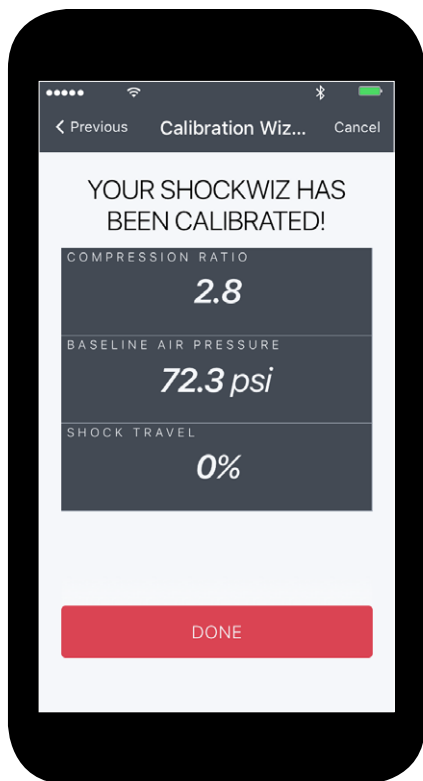 Previous
Calibration Wiz...
Cancel
YOUR SHOCKWIZ HAS
BEEN CALIBRATED!
COMPRESSION RATIO
2.8
BASELINE AIR PRESSURE
72.3 psi
SHOCK TRAVEL
0%
DONE